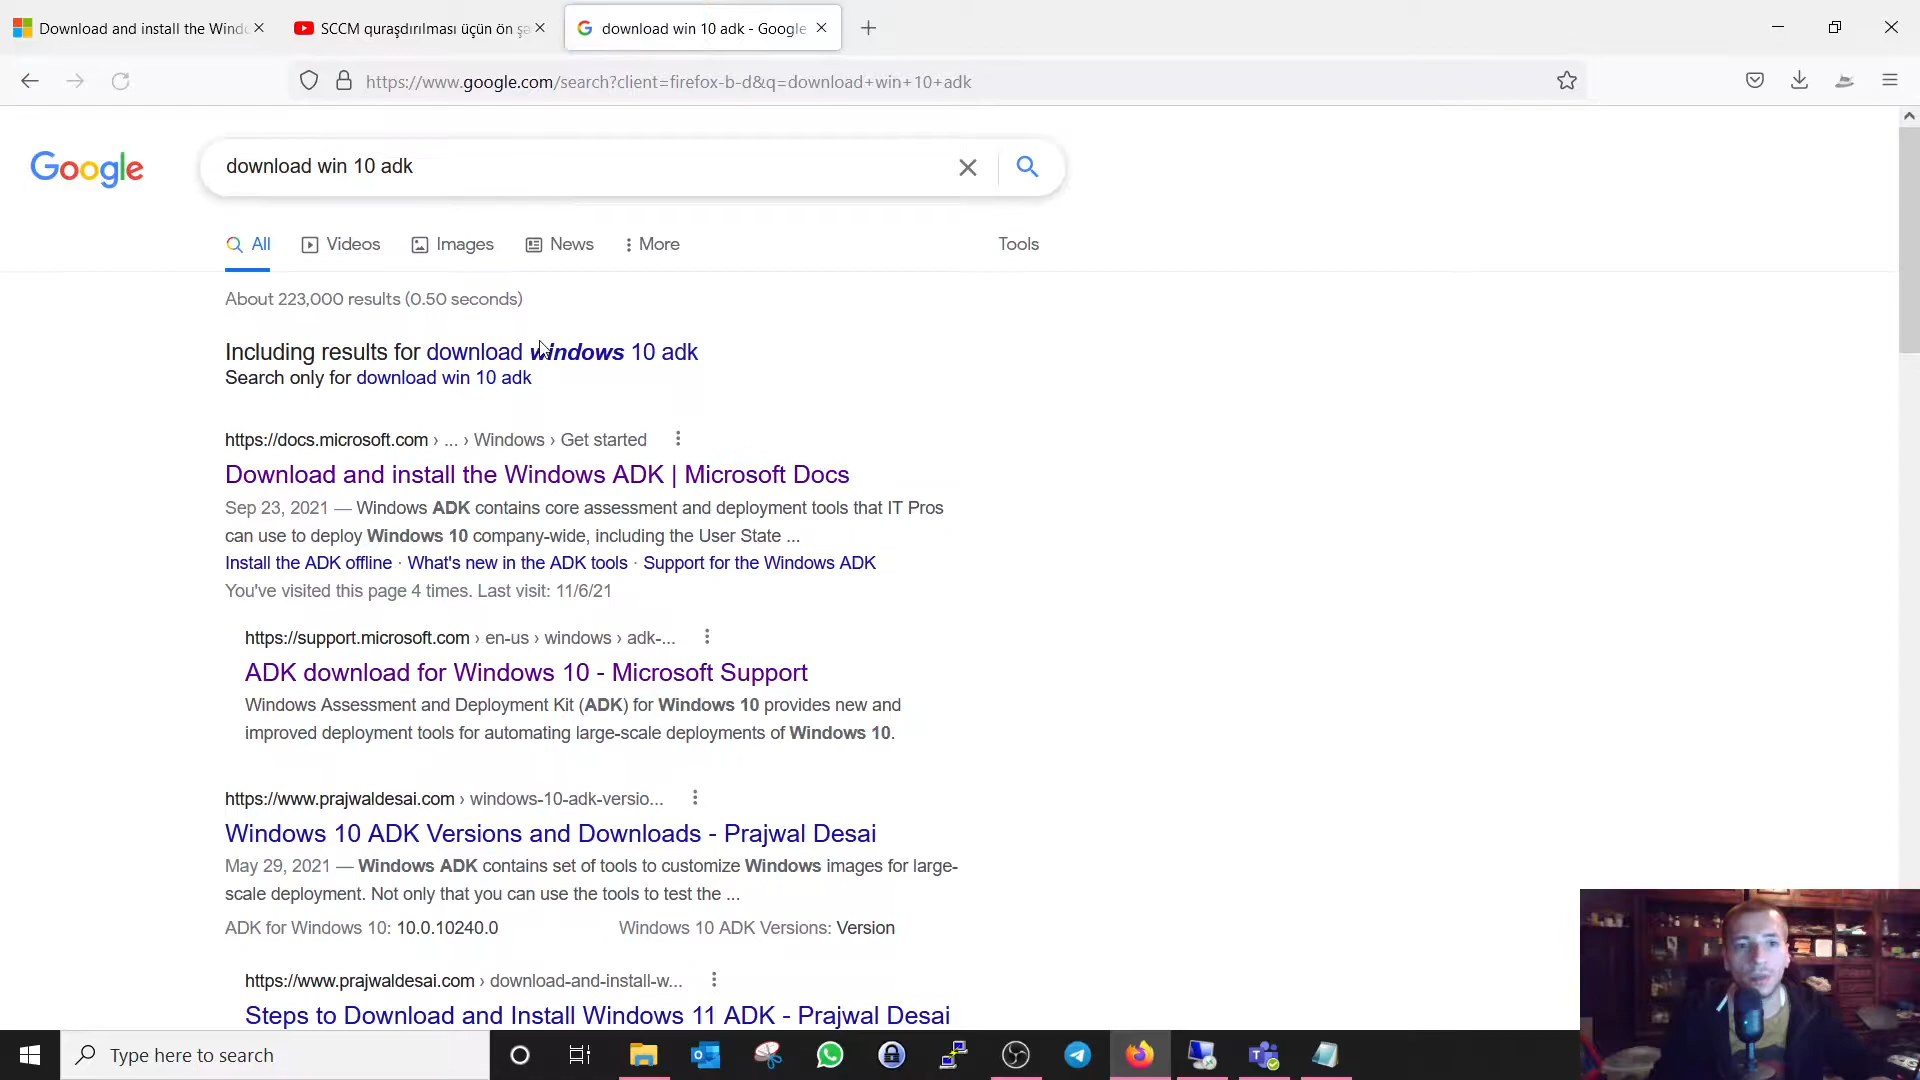 Download and install the Windo
SCCM quraşdırılması üçün ön şə
download win 10 adk - Google
https://www.google.com/search?client=firefox-b-d&q=download+win+10+adk
Google
download win 10 adk
All
Videos
Images
News
More
Tools
About 223,000 results (0.50 seconds)
Including results for download windows 10 adk
Search only for download win 10 adk
https://docs.microsoft.com › ... › Windows › Get started
Download and install the Windows ADK | Microsoft Docs
Sep 23, 2021 — Windows ADK contains core assessment and deployment tools that IT Pros
can use to deploy Windows 10 company-wide, including the User State ...
Install the ADK offline · What's new in the ADK tools · Support for the Windows ADK
You've visited this page 4 times. Last visit: 11/6/21
https://support.microsoft.com › en-us › windows › adk-...
ADK download for Windows 10 - Microsoft Support
Windows Assessment and Deployment Kit (ADK) for Windows 10 provides new and
improved deployment tools for automating large-scale deployments of Windows 10.
https://www.prajwaldesai.com › windows-10-adk-versio...
Windows 10 ADK Versions and Downloads - Prajwal Desai
May 29, 2021 — Windows ADK contains set of tools to customize Windows images for large-
scale deployment. Not only that you can use the tools to test the ...
ADK for Windows 10: 10.0.10240.0
Windows 10 ADK Versions: Version
https://www.prajwaldesai.com › download-and-install-w...
Steps to Download and Install Windows 11 ADK - Prajwal Desai
Type here to search